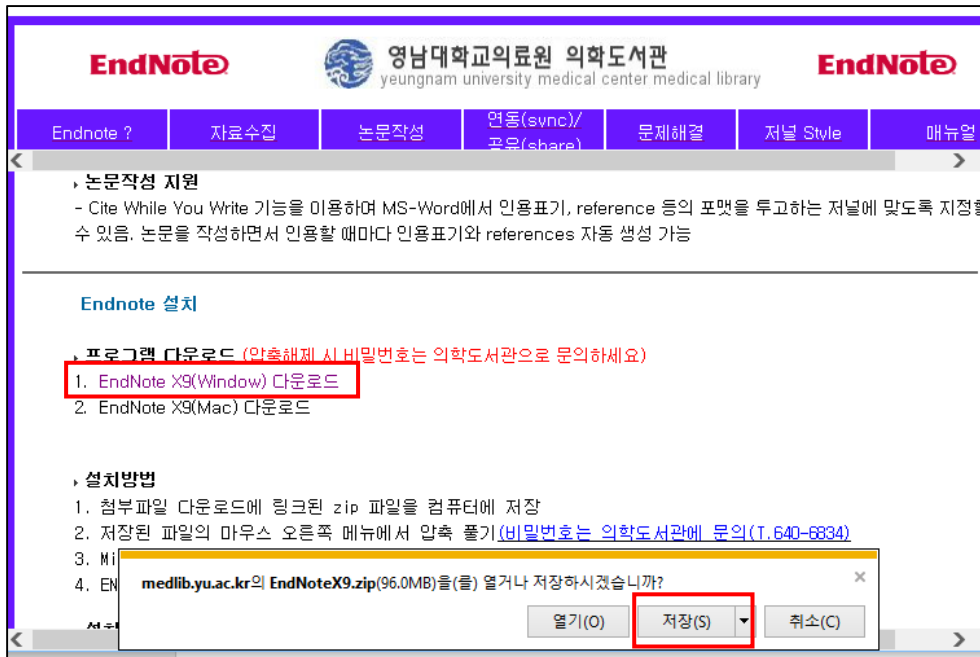 EndNote
영남대학교의료원 의학도서관
yeungnam university medical center medical library
EndNote
Endnote ?
자료수집
논문작성
연동(sync)/
공유(share)
문제해결
저널 Style
매뉴얼
논문작성 지원
- Cite While You Write 기능을 이용하여 MS-Word에서 인용표기, reference 등의 포맷을 투고하는 저널에 맞도록 지정할
수 있음. 논문을 작성하면서 인용할 때마다 인용표기와 references 자동 생성 가능
Endnote 설치
프로그램 다운로드 (압축해제 시 비밀번호는 의학도서관으로 문의하세요)
1. EndNote X9(Window) 다운로드
2. EndNote X9(Mac) 다운로드
설치방법
1. 첨부파일 다운로드에 링크된 zip 파일을 컴퓨터에 저장
2. 저장된 파일의 마우스 오른쪽 메뉴에서 압축 풀기(비밀번호는 의학도서관에 문의(T.640-6834)
3. Mi
4. EN
medlib.yu.ac.kr의 EndNoteX9.zip(96.0MB)을(를) 열거나 저장하시겠습니까?
열기(O)
저장(S)
취소(C)